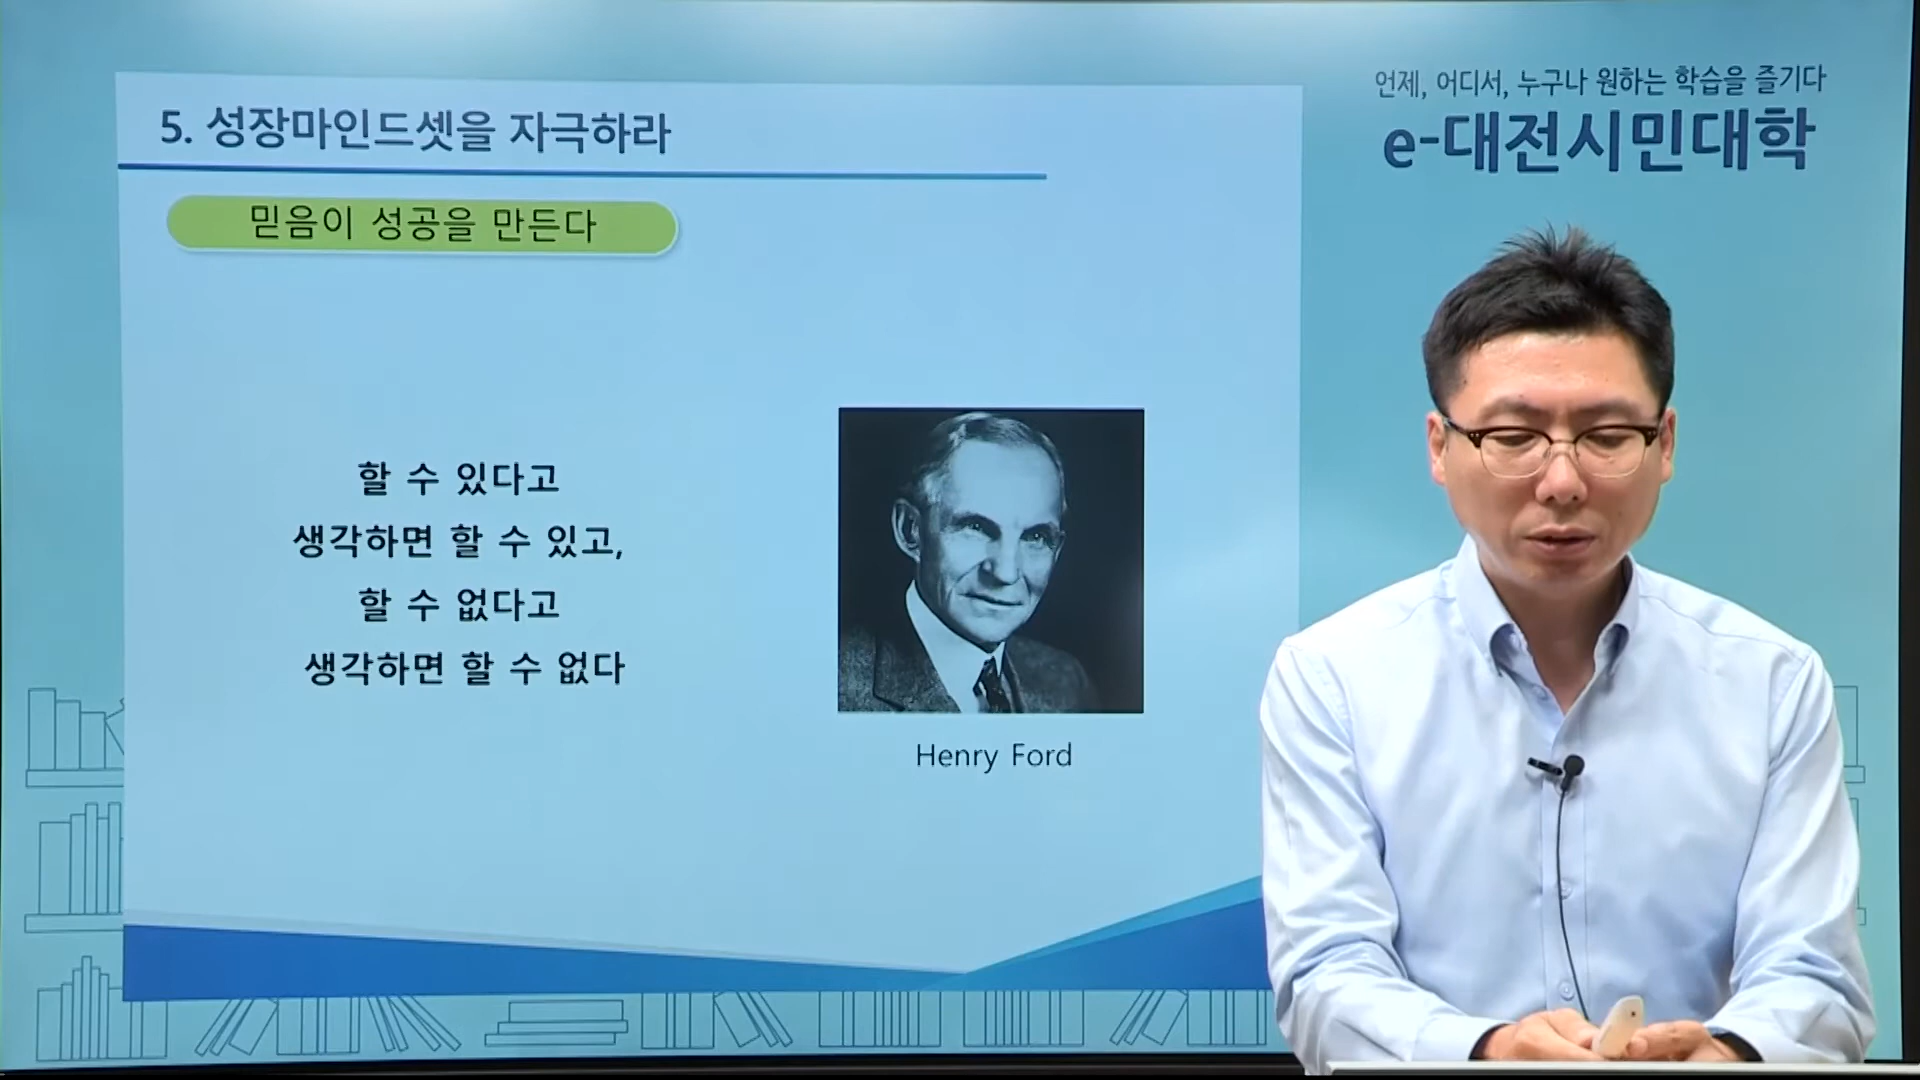 언제, 어디서, 누구나 원하는 학습을 즐기다
e-대전시민대학
5. 성장마인드셋을 자극하라
믿음이 성공을 만든다
할 수 있다고
생각하면 할 수 있고,
할 수 없다고
생각하면 할 수 없다
Henry Ford